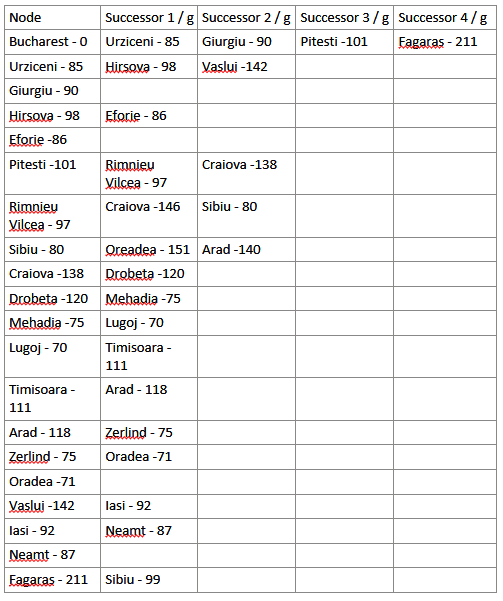 Node Successor 1 / g Successor 2 / g Successor 3 / g Successor 4 / g
Bucharest - 0 Urziceni - 85 Giurgiu - 90 Pitesti -101 Fagaras - 211
Urziceni - 85 Hirsova - 98 Vaslui -142
Giurgiu - 90
Hirsova - 98 Eforie - 86
Eforie -86
Pitesti -101 Rimnieu Craiova -138
Vilcea - 97
Rimnieu Craiova -146 Sibiu - 80
Vilcea - 97
Sibiu - 80 Oreadea - 151 Arad -140
Craiova -138 Drobeta -120
Drobeta -120 Mehadia -75
Mehadia -75 Lugoj - 70
Lugoj - 70 Timisoara -
111
Timisoara - Arad - 118
111
Arad - 118 Zerlind - 75
Zerlind - 75 Oradea -71
Oradea -71
Vaslui -142 Iasi - 92
Iasi - 92 Neamt - 87
Neamt - 87
Fagaras - 211 Sibiu - 99